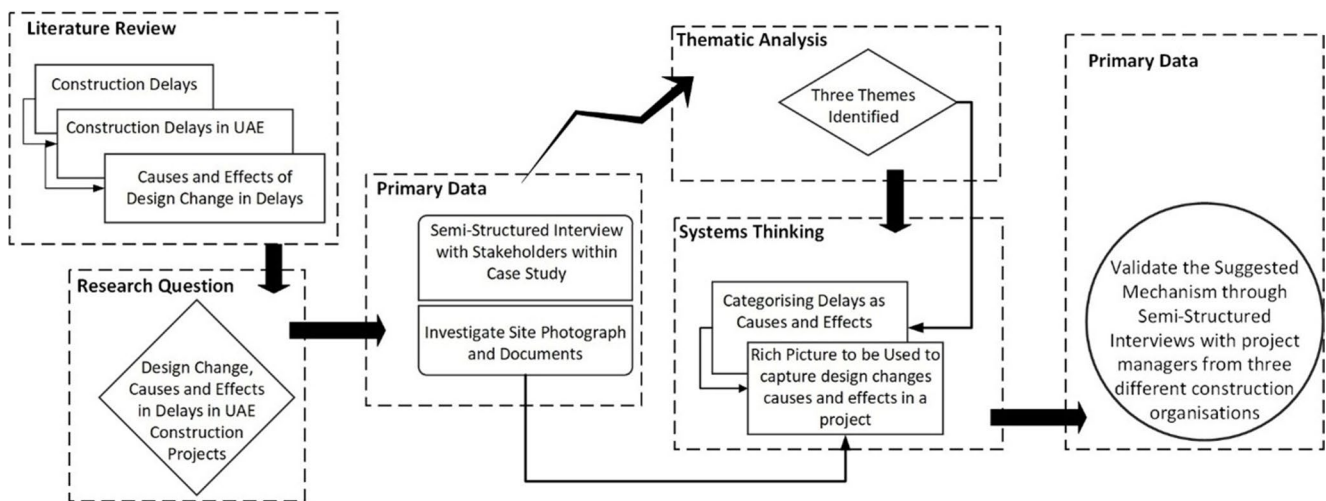 Literature Review
Construction Delays
Construction Delays in UAE
Causes and Effects of
Design Change in Delays
Research Question
Design Change,
Causes and Effects
in Delays in UAE
Construction
Projects
Primary Data
Semi-Structured Interview
with Stakeholders within
Case Study
Investigate Site Photograph
and Documents
Thematic Analysis
Three Themes
Identified
Systems Thinking
Categorising Delays as
Causes and Effects
Rich Picture to be Used to
capture design changes
causes and effects in a
project
Primary Data
Validate the Suggested
Mechanism through
Semi-Structured
Interviews with project
managers from three
different construction
organisations